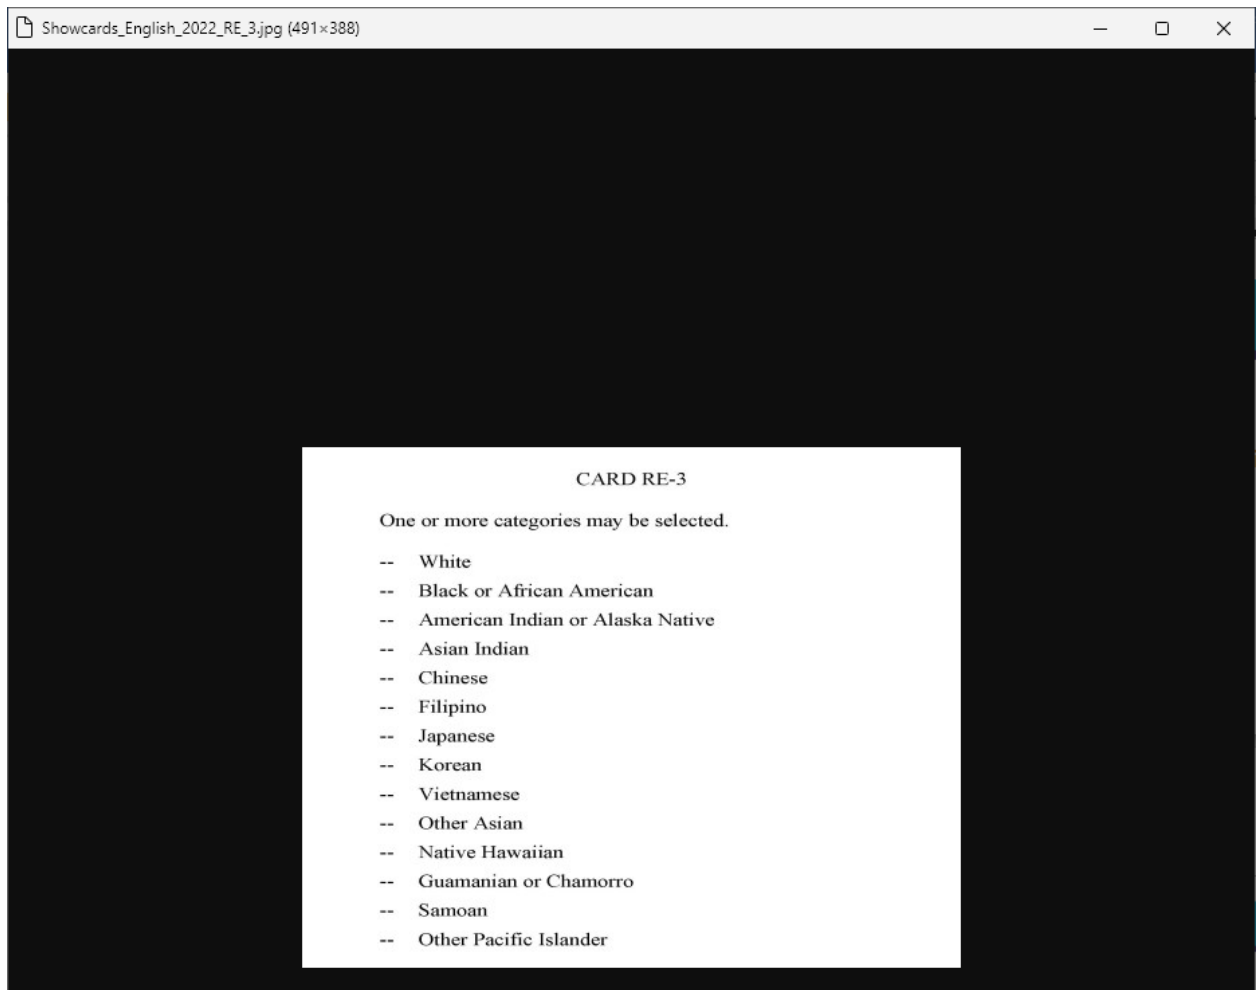 Showcards_English_2022_RE_3.jpg (491×388)
CARD RE-3
One or more categories may be selected.
-- White
-- Black or African American
-- American Indian or Alaska Native
-- Asian Indian
-- Chinese
-- Filipino
-- Japanese
-- Korean
-- Vietnamese
-- Other Asian
-- Native Hawaiian
-- Guamanian or Chamorro
-- Samoan
-- Other Pacific Islander